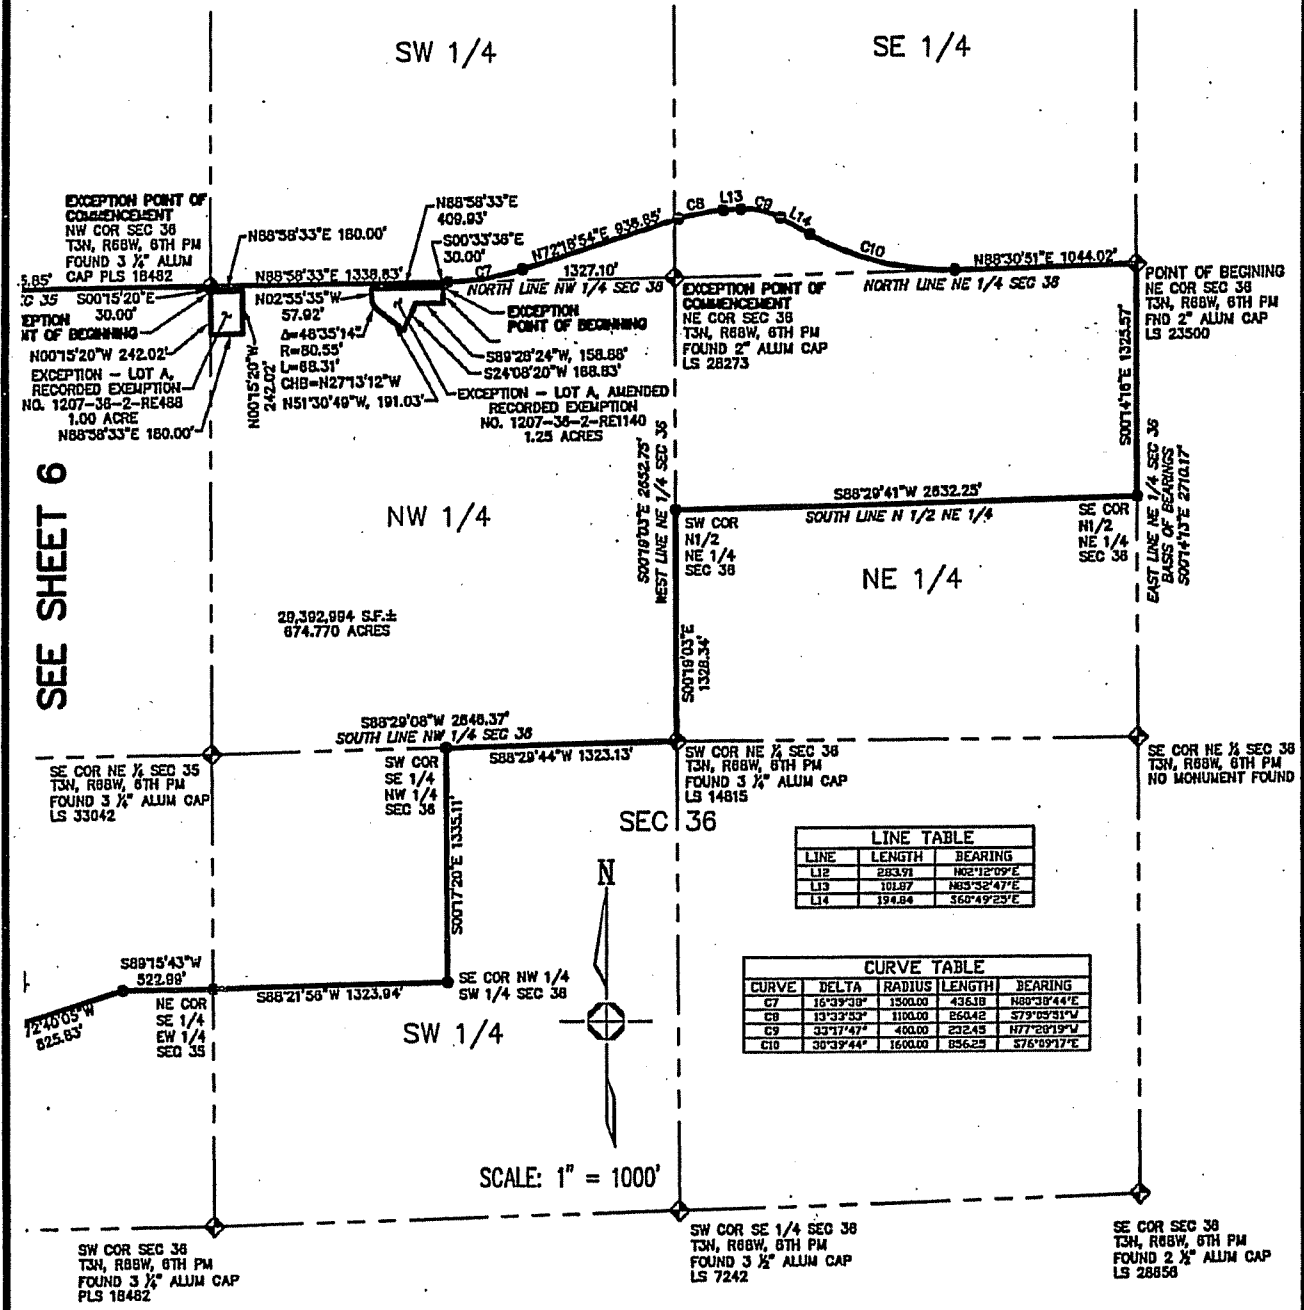 SW 1/4
SE 1/4
EXCEPTION POINT OF
COMMENCEMENT
NW COR SEC 36
T3N, R68W, 6TH PM
FOUND 3 ¼" ALUM
CAP PLS 18482
N88°58'33"E 160.00'
N88°58'33"E
409.93'
S00°33'38"E
30.00'
N88°58'33"E 1338.83'
C7
N72°18'54"E 938.85'
1327.10'
NORTH LINE NW 1/4 SEC 36
C8
L13
C9
L14
C10
N88°30'51"E 1044.02'
NORTH LINE NE 1/4 SEC 36
POINT OF BEGINING
NE COR SEC 36
T3N, R68W, 6TH PM
FND 2" ALUM CAP
LS 23500
5.85'
SEC 35
S00°15'20"E
30.00'
EPTION
NT OF BEGINNING
N00°15'20"W 242.02'
EXCEPTION – LOT A,
RECORDED EXEMPTION
NO. 1207–36–2–RE488
1.00 ACRE
N88°58'33"E 160.00'
N00°15'20"W
242.02'
N02°55'35"W
57.92'
Δ=48°35'14"
R=80.55'
L=68.31'
CHB=N27°13'12"W
N51°30'49"W, 191.03'
EXCEPTION
POINT OF BEGINNING
S89°28'24"W, 158.68'
S24°08'20"W 168.83'
EXCEPTION – LOT A, AMENDED
RECORDED EXEMPTION
NO. 1207–36–2–RE1140
1.25 ACRES
EXCEPTION POINT OF
COMMENCEMENT
NE COR SEC 36
T3N, R68W, 6TH PM
FOUND 2" ALUM CAP
LS 28273
S00°14'16"E 1325.57'
S00°19'03"E 2652.75'
WEST LINE NE 1/4 SEC 36
S88°29'41"W 2632.25'
SOUTH LINE N 1/2 NE 1/4
SW COR
N1/2
NE 1/4
SEC 36
SE COR
N1/2
NE 1/4
SEC 36
EAST LINE NE 1/4 SEC 36
BASIS OF BEARINGS
S00°14'13"E 2710.17'
SEE SHEET 6
NW 1/4
NE 1/4
29,392,994 S.F.±
674.770 ACRES
S00°19'03"E
1328.34'
S88°29'08"W 2646.37'
SOUTH LINE NW 1/4 SEC 36
S88°29'44"W 1323.13'
SE COR NE ¼ SEC 35
T3N, R68W, 6TH PM
FOUND 3 ¼" ALUM CAP
LS 33042
SW COR
SE 1/4
NW 1/4
SEC 36
SW COR NE ¼ SEC 36
T3N, R68W, 6TH PM
FOUND 3 ¼" ALUM CAP
LS 14815
SE COR NE ¼ SEC 36
T3N, R68W, 6TH PM
NO MONUMENT FOUND
SEC 36
S00°17'20"E 1335.11'
LINE TABLE
LINE LENGTH BEARING
L12 283.91 N02°12'09"E
L13 101.87 N85°52'47"E
L14 194.84 S60°49'25"E
N
CURVE TABLE
CURVE DELTA RADIUS LENGTH BEARING
C7 16°39'39" 1500.00 436.18 N80°38'44"E
C8 13°33'53" 1100.00 260.42 S79°05'51"W
C9 33°17'47" 400.00 232.45 N77°28'19"W
C10 30°39'44" 1600.00 856.25 S76°09'17"E
S89°15'43"W
522.99'
72°40'05"W
825.83'
NE COR
SE 1/4
EW 1/4
SEC 35
S88°21'56"W 1323.94'
SE COR NW 1/4
SW 1/4 SEC 36
SW 1/4
SCALE: 1" = 1000'
SW COR SEC 36
T3N, R68W, 6TH PM
FOUND 3 ¼" ALUM CAP
PLS 18482
SW COR SE 1/4 SEC 36
T3N, R68W, 6TH PM
FOUND 3 ½" ALUM CAP
LS 7242
SE COR SEC 36
T3N, R68W, 6TH PM
FOUND 2 ½" ALUM CAP
LS 28656